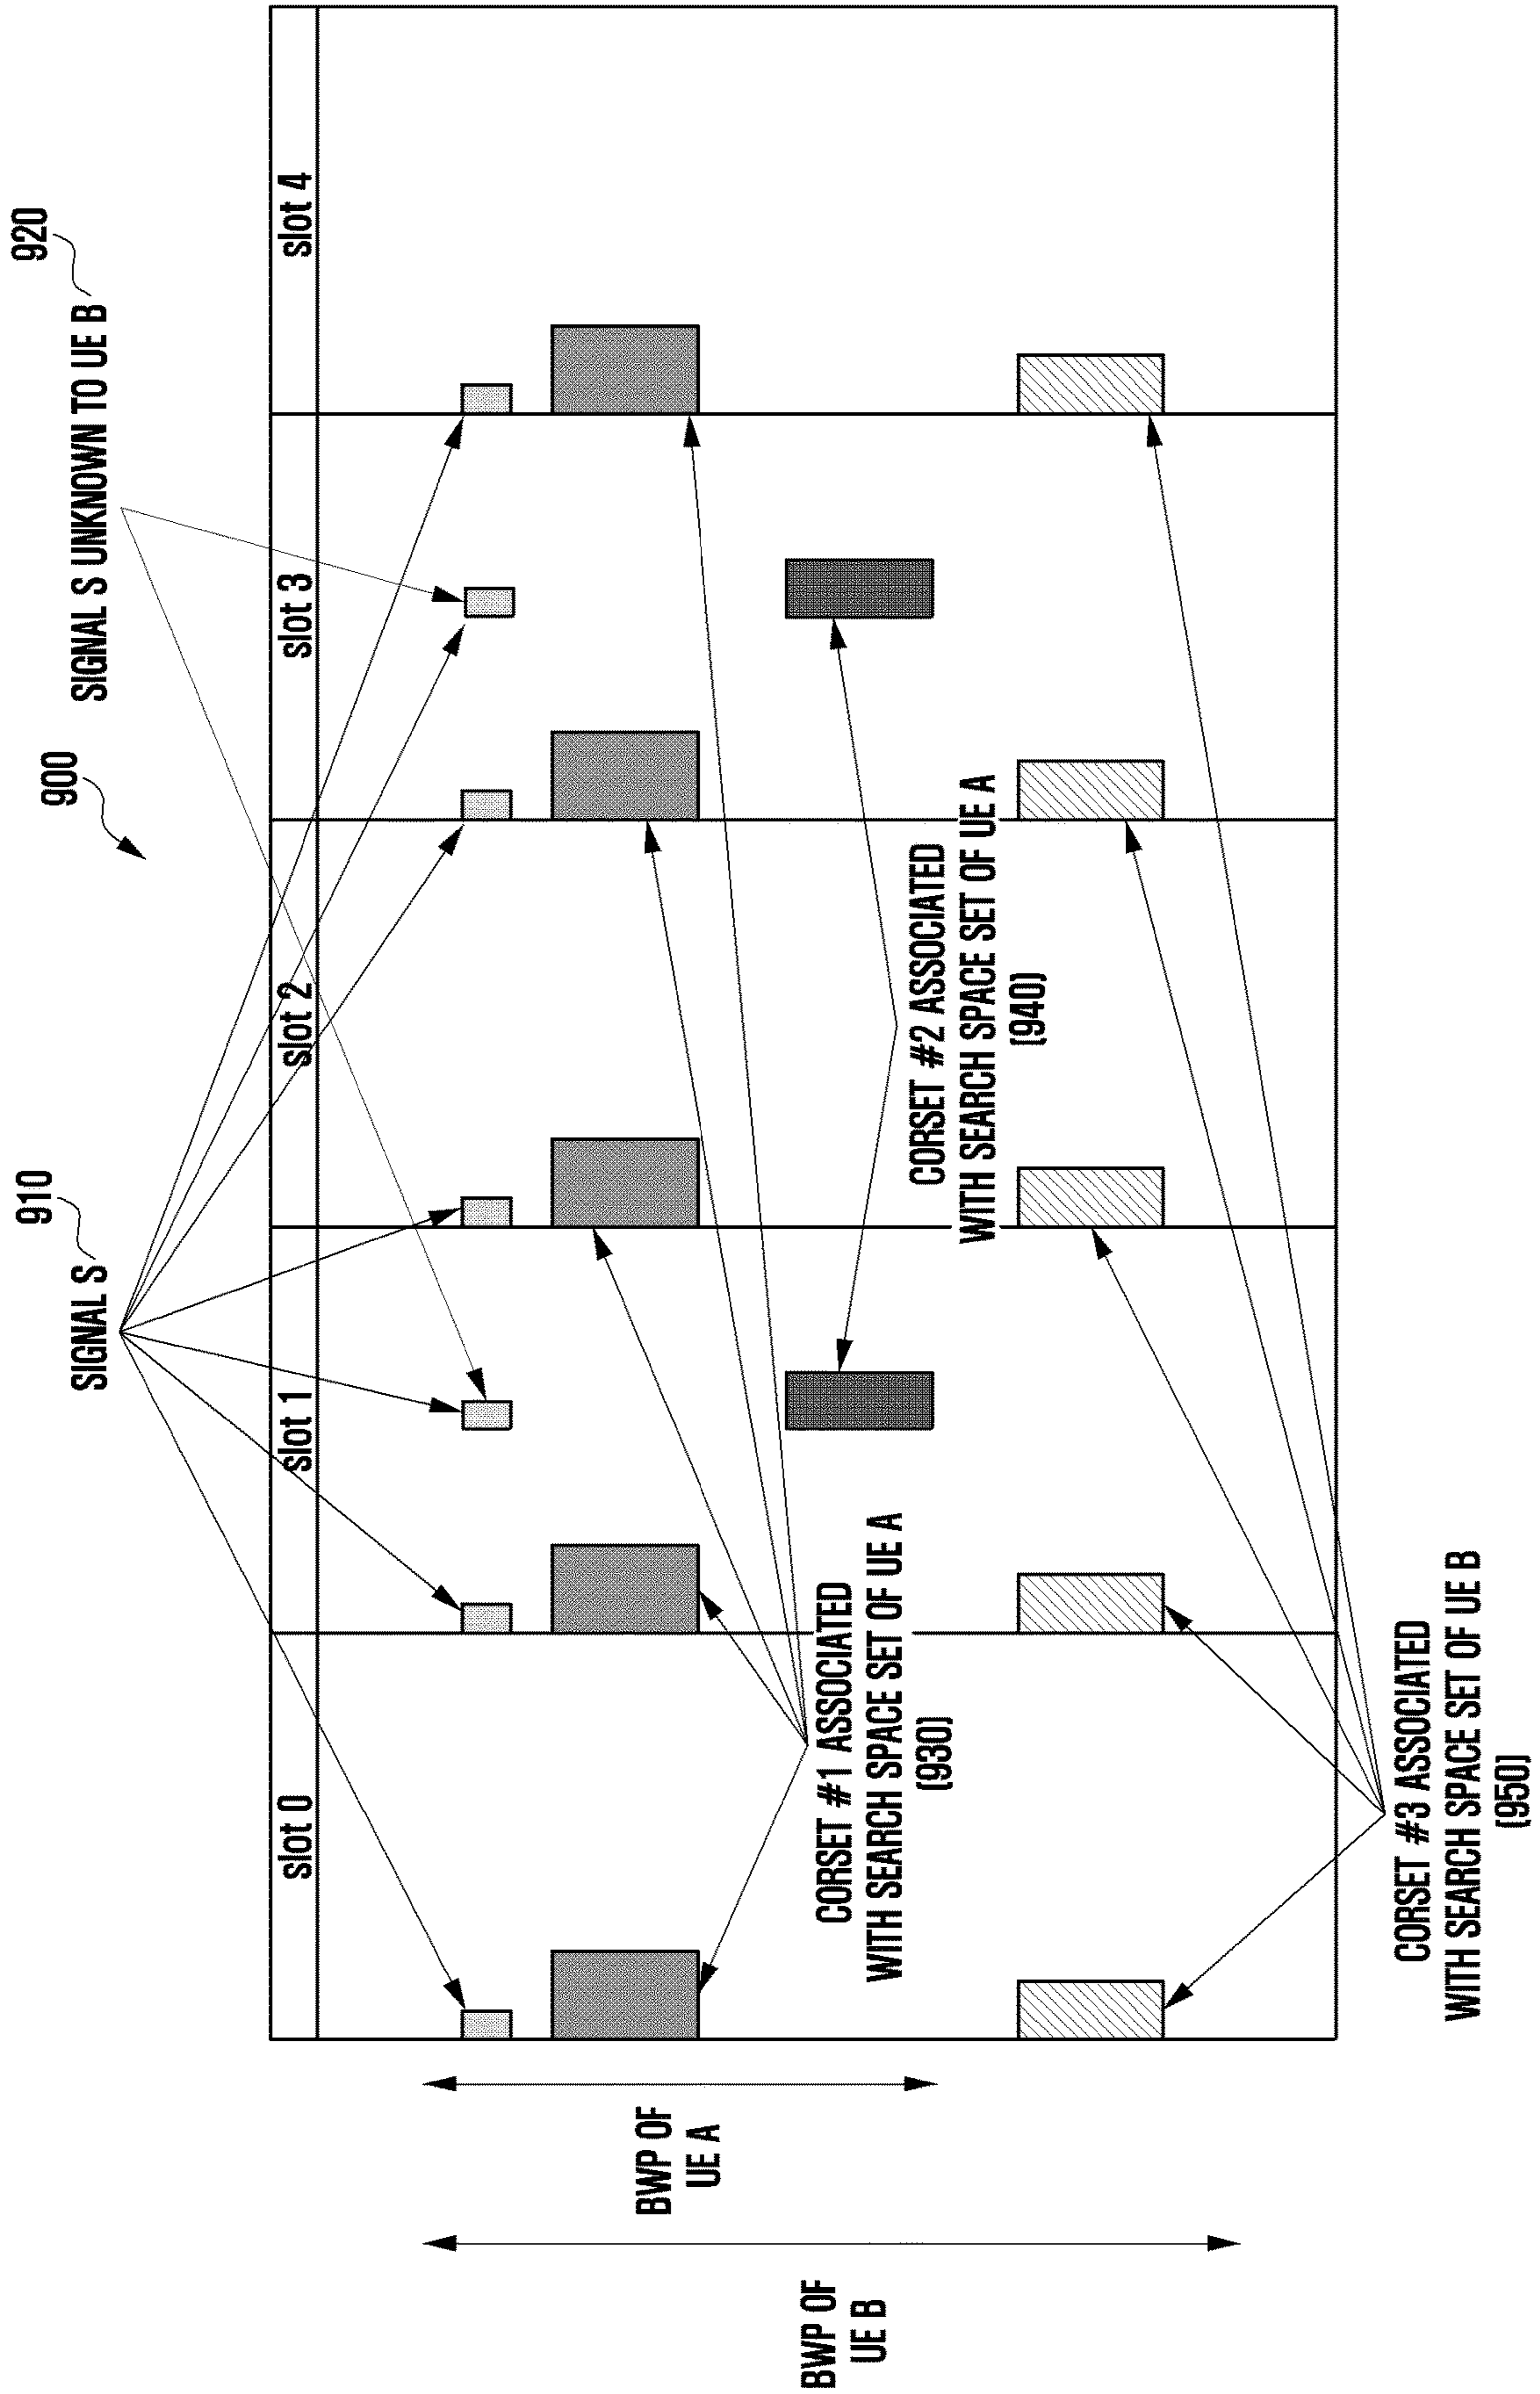 900
SIGNAL S
910
SIGNAL S UNKNOWN TO UE B
920
slot 0
slot 1
slot 2
slot 3
slot 4
BWP OF
UE A
BWP OF
UE B
CORSET #1 ASSOCIATED
WITH SEARCH SPACE SET OF UE A
(930)
CORSET #2 ASSOCIATED
WITH SEARCH SPACE SET OF UE A
(940)
CORSET #3 ASSOCIATED
WITH SEARCH SPACE SET OF UE B
(950)